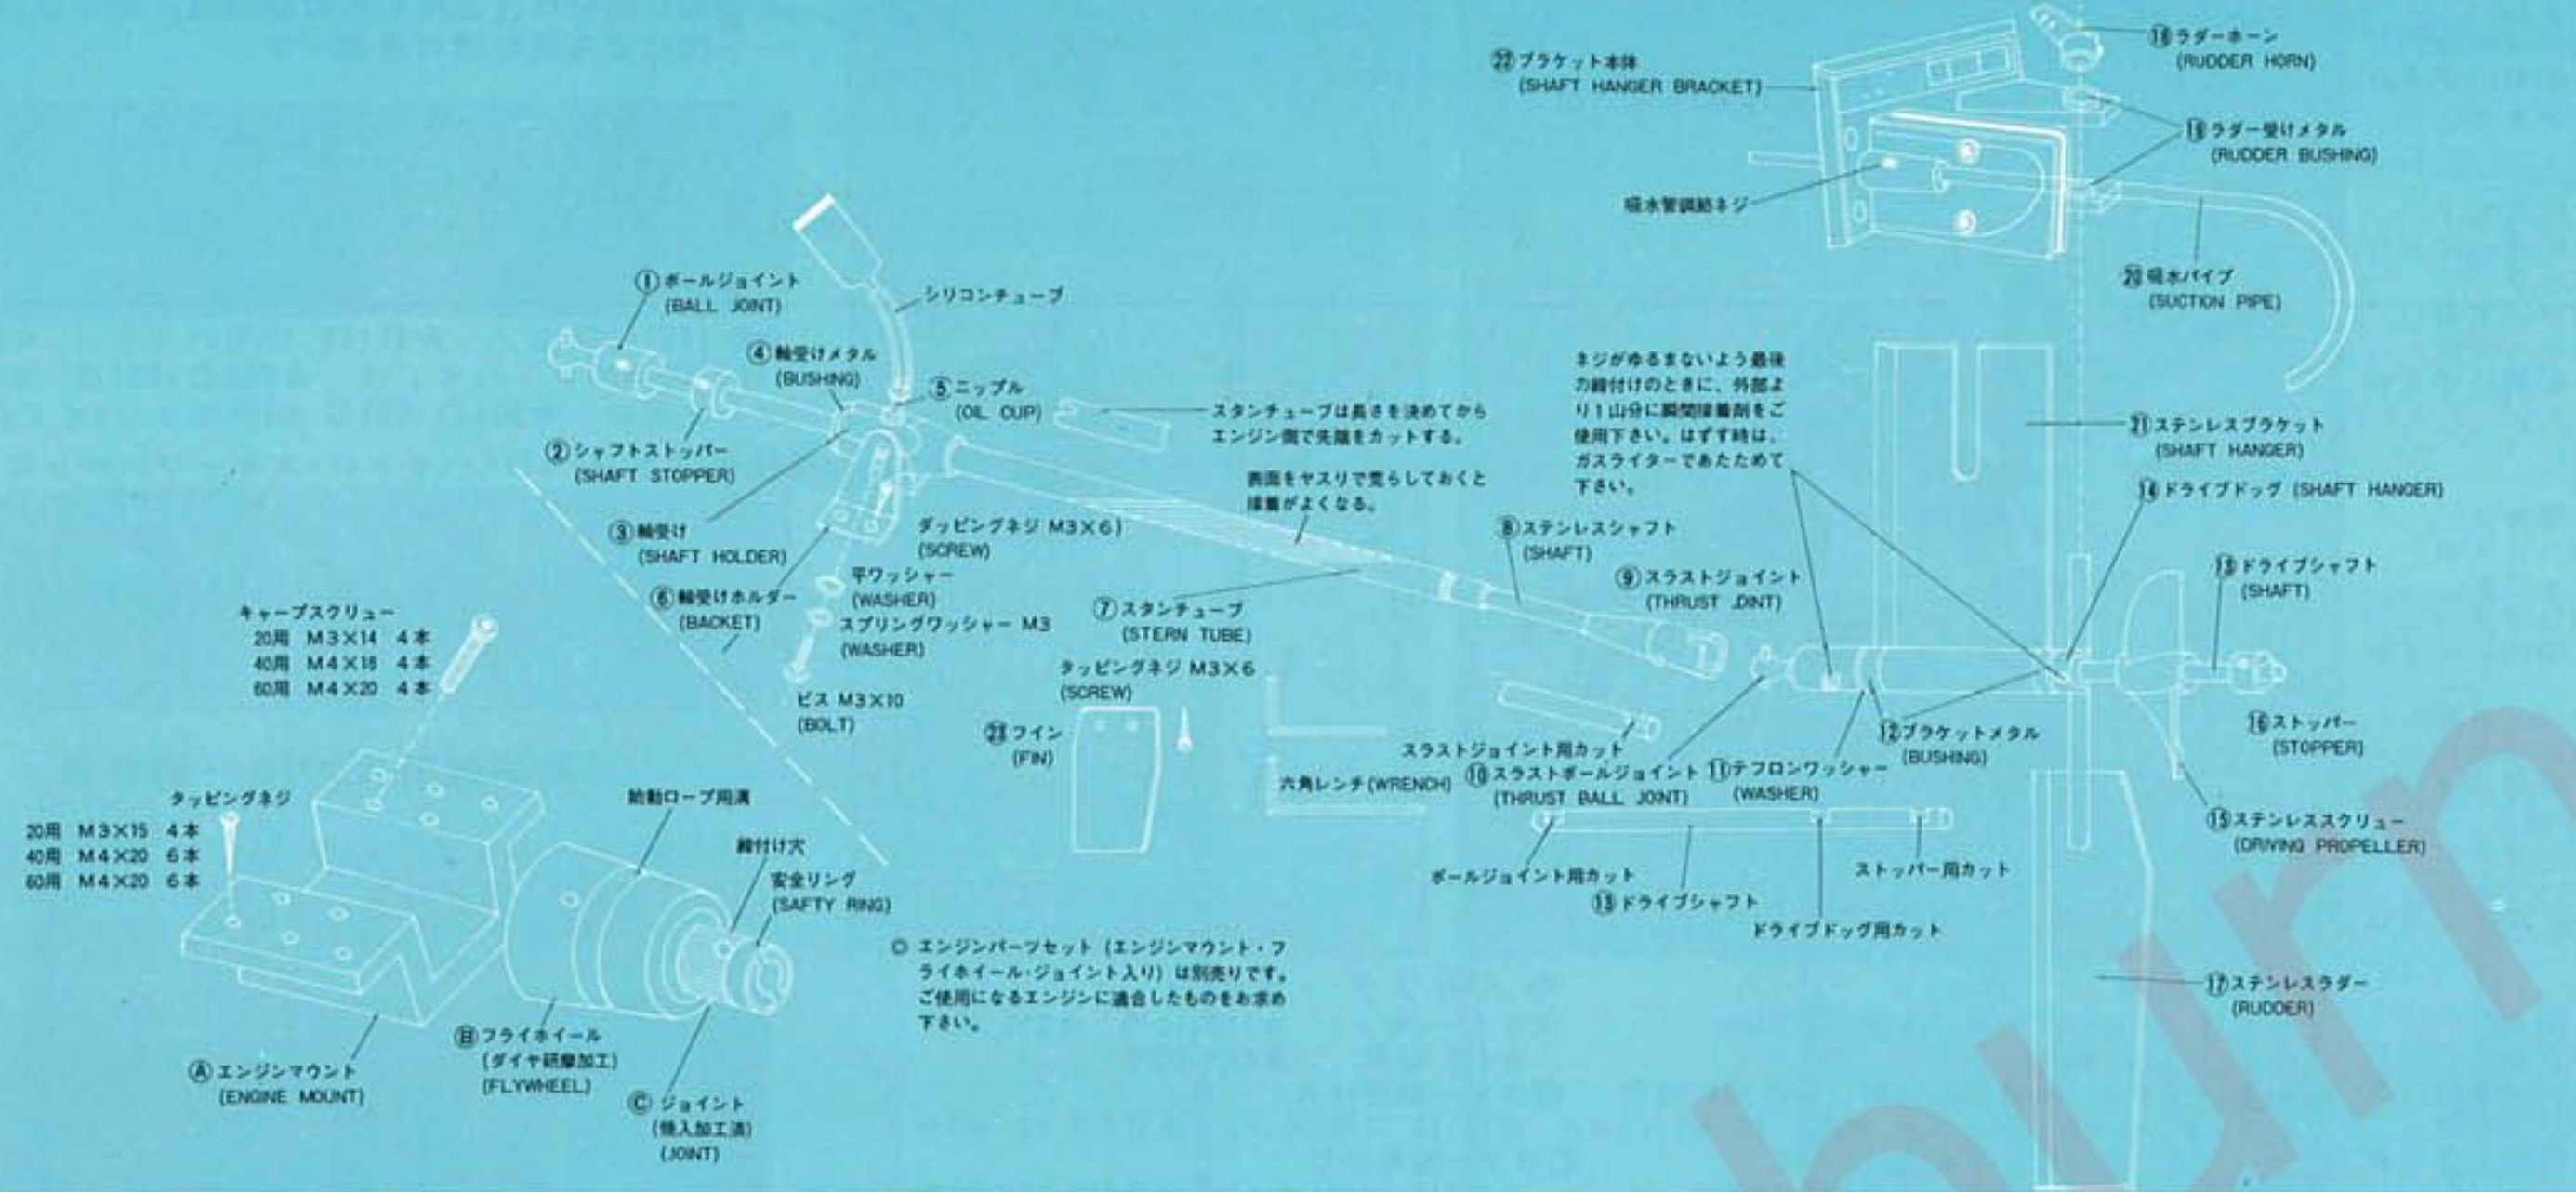 ㉒ブラケット本体
(SHAFT HANGER BRACKET)
⑱ラダーホーン
(RUDDER HORN)
⑲ラダー受けメタル
(RUDDER BUSHING)
吸水管調節ネジ
⑳吸水パイプ
(SUCTION PIPE)
①ボールジョイント
(BALL JOINT)
シリコンチューブ
④軸受けメタル
(BUSHING)
⑤ニップル
(OIL CUP)
②シャフトストッパー
(SHAFT STOPPER)
③軸受け
(SHAFT HOLDER)
スタンチューブは長さを決めてから
エンジン側で先端をカットする。
表面をヤスリで荒らしておくと
接着がよくなる。
ネジがゆるまないよう最後
の締付けのときに、外部よ
り1山分に瞬間接着剤をご
使用下さい。はずす時は、
ガスライターであたためて
下さい。
㉑ステンレスブラケット
(SHAFT HANGER)
⑭ドライブドッグ (SHAFT HANGER)
ダッピングネジ M3×6)
(SCREW)
平ワッシャー
(WASHER)
スプリングワッシャー M3
(WASHER)
⑥軸受けホルダー
(BACKET)
ビス M3×10
(BOLT)
⑦スタンチューブ
(STERN TUBE)
⑧ステンレスシャフト
(SHAFT)
⑨スラストジョイント
(THRUST JOINT)
⑬ドライブシャフト
(SHAFT)
キャープスクリュー
20用 M3×14 4本
40用 M4×18 4本
60用 M4×20 4本
タッピングネジ M3×6
(SCREW)
㉓フイン
(FIN)
六角レンチ(WRENCH)
スラストジョイント用カット
⑩スラストボールジョイント
(THRUST BALL JOINT)
⑪テフロンワッシャー
(WASHER)
⑫ブラケットメタル
(BUSHING)
⑯ストッパー
(STOPPER)
⑮ステンレススクリュー
(DRIVING PROPELLER)
ボールジョイント用カット
⑬ドライブシャフト
ドライブドッグ用カット
ストッパー用カット
⑰ステンレスラダー
(RUDDER)
タッピングネジ
20用 M3×15 4本
40用 M4×20 6本
60用 M4×20 6本
始動ロープ用溝
締付け穴
安全リング
(SAFTY RING)
Ⓐエンジンマウント
(ENGINE MOUNT)
Ⓑフライホイール
(ダイヤ研摩加工)
(FLYWHEEL)
Ⓒジョイント
(焼入加工済)
(JOINT)
◎ エンジンパーツセット (エンジンマウント・フ
ライホイール・ジョイント入り) は別売りです。
ご使用になるエンジンに適合したものをお求め
下さい。